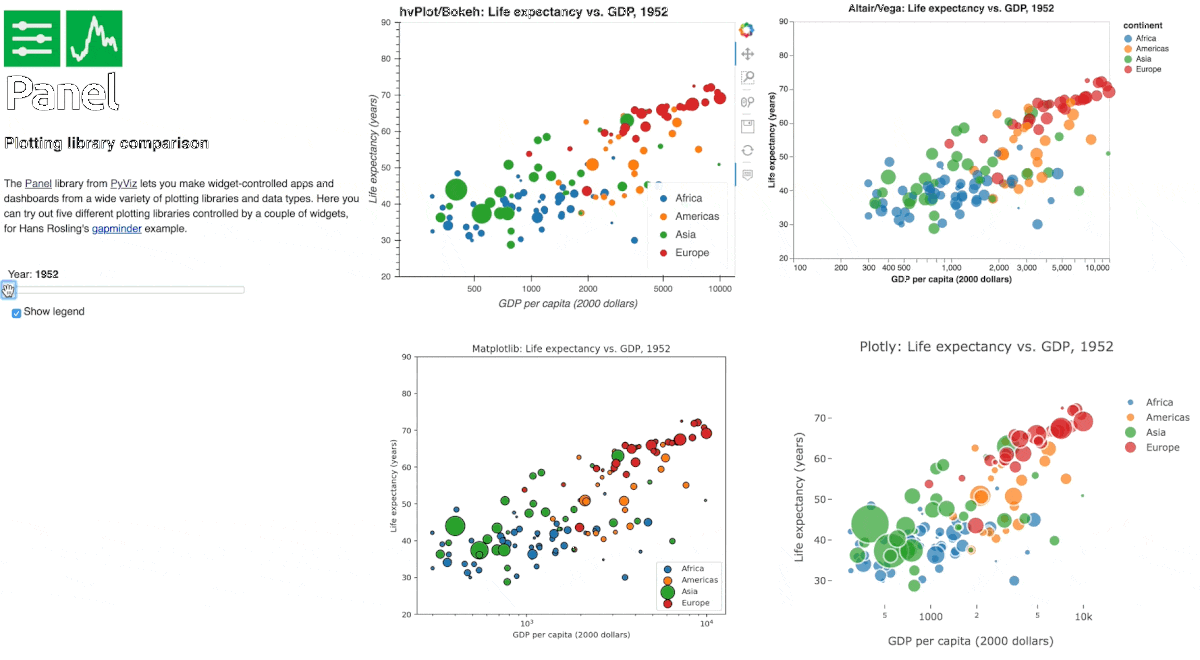 Panel
Plotting library comparison
The Panel library from PyViz lets you make widget-controlled apps and
dashboards from a wide variety of plotting libraries and data types. Here you
can try out five different plotting libraries controlled by a couple of widgets,
for Hans Rosling's gapminder example.
Year: 1952
Show legend
hvPlot/Bokeh: Life expectancy vs. GDP, 1952
Life expectancy (years)
90
80
70
60
50
40
30
20
500
1000
2000
5000
10000
GDP per capita (2000 dollars)
Africa
Americas
Asia
Europe
Altair/Vega: Life expectancy vs. GDP, 1952
Life expectancy (years)
90
80
70
60
50
40
30
20
100
200
300
400
500
1,000
2,000
3,000
5,000
10,000
GDP per capita (2000 dollars)
continent
Africa
Americas
Asia
Europe
Matplotlib: Life expectancy vs. GDP, 1952
Life expectancy (years)
90
80
70
60
50
40
30
20
10³
10⁴
GDP per capita (2000 dollars)
Africa
Americas
Asia
Europe
Plotly: Life expectancy vs. GDP, 1952
Life expectancy (years)
70
60
50
40
30
5
1000
2
5
10k
GDP per capita (2000 dollars)
Africa
Americas
Asia
Europe